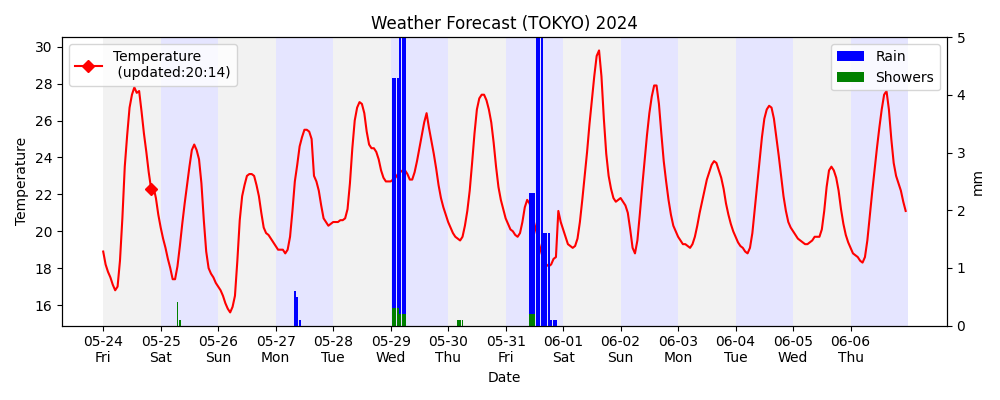 Weather Forecast (TOKYO) 2024
Temperature
(updated:20:14)
Rain
Showers
Temperature
30
28
26
24
22
20
18
16
5
4
3
2
1
0
mm
05-24 05-25 05-26 05-27 05-28 05-29 05-30 05-31 06-01 06-02 06-03 06-04 06-05 06-06
Fri Sat Sun Mon Tue Wed Thu Fri Sat Sun Mon Tue Wed Thu
Date